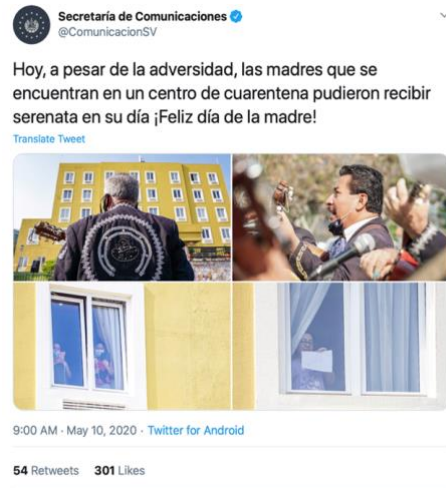 Secretaría de Comunicaciones
@ComunicacionSV
Hoy, a pesar de la adversidad, las madres que se
encuentran en un centro de cuarentena pudieron recibir
serenata en su día ¡Feliz día de la madre!
Translate Tweet
9:00 AM · May 10, 2020 · Twitter for Android
54 Retweets 301 Likes